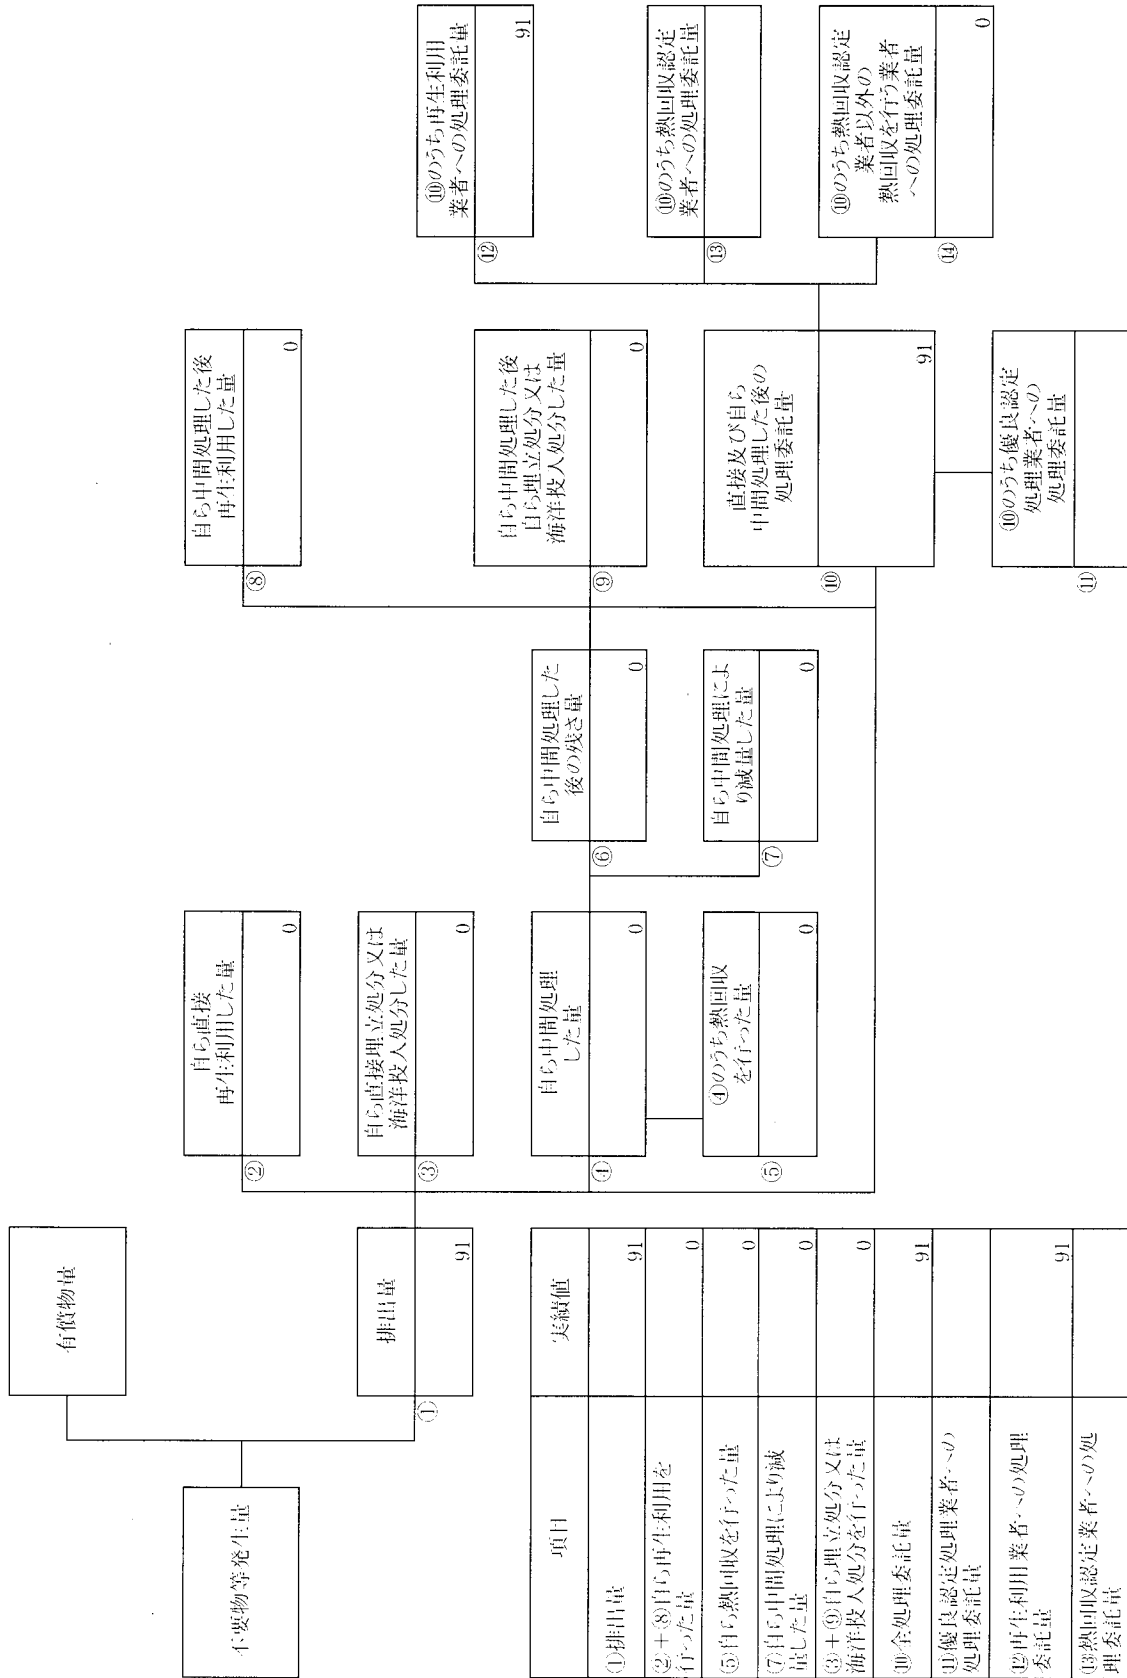 不要物等発生量
有償物量
①
排出量
91
②
自ら直接
再生利用した量
0
③
自ら直接埋立処分又は
海洋投入処分した量
0
④
自ら中間処理
した量
0
⑤
④のうち熱回収
を行った量
0
⑥
自ら中間処理した
後の残さ量
0
⑦
自ら中間処理によ
り減量した量
0
⑧
自ら中間処理した後
再生利用した量
0
⑨
自ら中間処理した後
自ら埋立処分又は
海洋投入処分した量
0
⑩
直接及び自ら
中間処理した後の
処理委託量
91
⑪
⑩のうち優良認定
処理業者への
処理委託量
⑫
⑩のうち再生利用
業者への処理委託量
91
⑬
⑩のうち熱回収認定
業者への処理委託量
⑭
⑩のうち熱回収認定
業者以外の
熱回収を行う業者
への処理委託量
0
項目
実績値
①排出量
91
②+⑧自ら再生利用を
行った量
0
⑤自ら熱回収を行った量
0
⑦自ら中間処理により減
量した量
0
③+⑨自ら埋立処分又は
海洋投入処分を行った量
0
⑩全処理委託量
91
⑪優良認定処理業者への
処理委託量
⑫再生利用業者への処理
委託量
91
⑬熱回収認定業者への処
理委託量